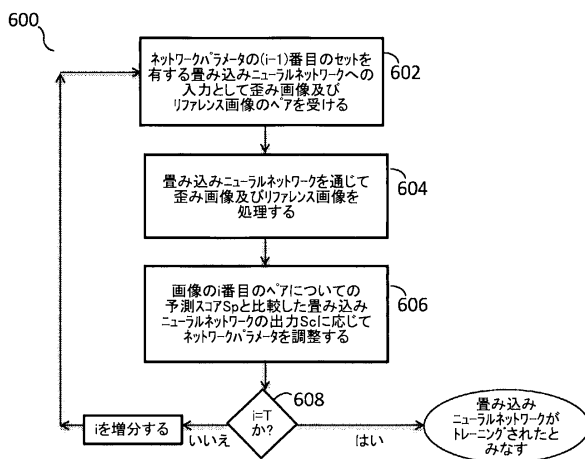 600
ネットワークパラメータの(i-1)番目のセットを
有する畳み込みニューラルネットワークへの
入力として歪み画像及び
リファレンス画像のペアを受ける
602
畳み込みニューラルネットワークを通じて
歪み画像及びリファレンス画像を
処理する
604
画像のi番目のペアについての
予測スコアSpと比較した畳み込み
ニューラルネットワークの出力Scに応じて
ネットワークパラメータを調整する
606
608
i=T
か?
iを増分する
いいえ
はい
畳み込み
ニューラルネットワークが
トレーニングされたと
みなす